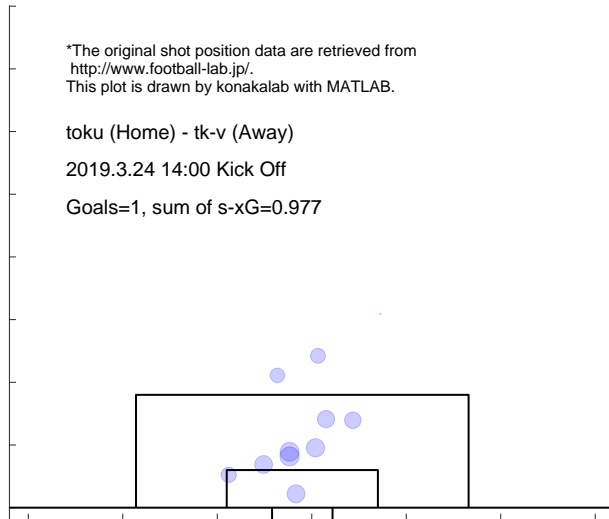 *The original shot position data are retrieved from
http://www.football-lab.jp/.
This plot is drawn by konakalab with MATLAB.
toku (Home) - tk-v (Away)
2019.3.24 14:00 Kick Off
Goals=1, sum of s-xG=0.977